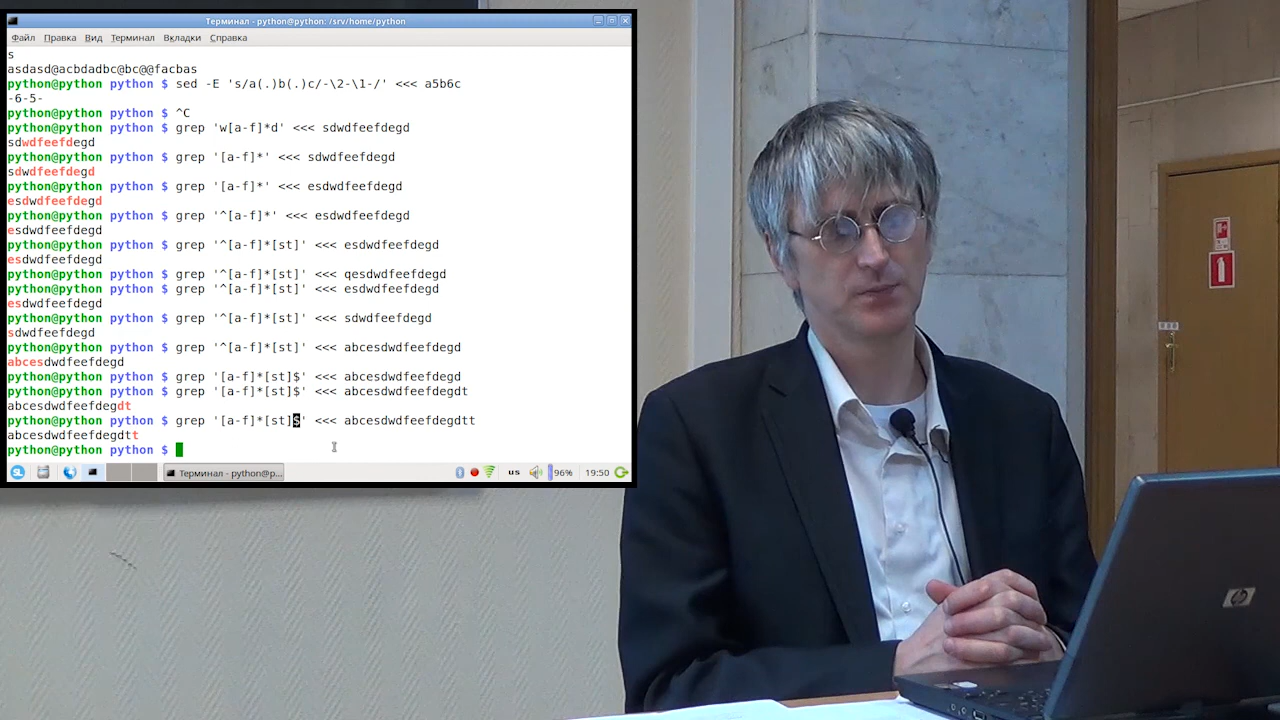 Терминал - python@python: /srv/home/python
Файл Правка Вид Терминал Вкладки Справка
s
asdasd@acbdadbc@bc@@facbas
python@python python $ sed -E 's/a(.)b(.)c/-\2-\1-/' <<< a5b6c
-6-5-
python@python python $ ^C
python@python python $ grep 'w[a-f]*d' <<< sdwdfeefdegd
sdwdfeefdegd
python@python python $ grep '[a-f]*' <<< sdwdfeefdegd
sdwdfeefdegd
python@python python $ grep '[a-f]*' <<< esdwdfeefdegd
esdwdfeefdegd
python@python python $ grep '^[a-f]*' <<< esdwdfeefdegd
esdwdfeefdegd
python@python python $ grep '^[a-f]*[st]' <<< esdwdfeefdegd
esdwdfeefdegd
python@python python $ grep '^[a-f]*[st]' <<< qesdwdfeefdegd
python@python python $ grep '^[a-f]*[st]' <<< esdwdfeefdegd
esdwdfeefdegd
python@python python $ grep '^[a-f]*[st]' <<< sdwdfeefdegd
sdwdfeefdegd
python@python python $ grep '^[a-f]*[st]' <<< abcesdwdfeefdegd
abcesdwdfeefdegd
python@python python $ grep '[a-f]*[st]$' <<< abcesdwdfeefdegd
python@python python $ grep '[a-f]*[st]$' <<< abcesdwdfeefdegdt
abcesdwdfeefdegdt
python@python python $ grep '[a-f]*[st]$' <<< abcesdwdfeefdegdtt
abcesdwdfeefdegdtt
python@python python $
Терминал - python@p... us 96% 19:50
hp